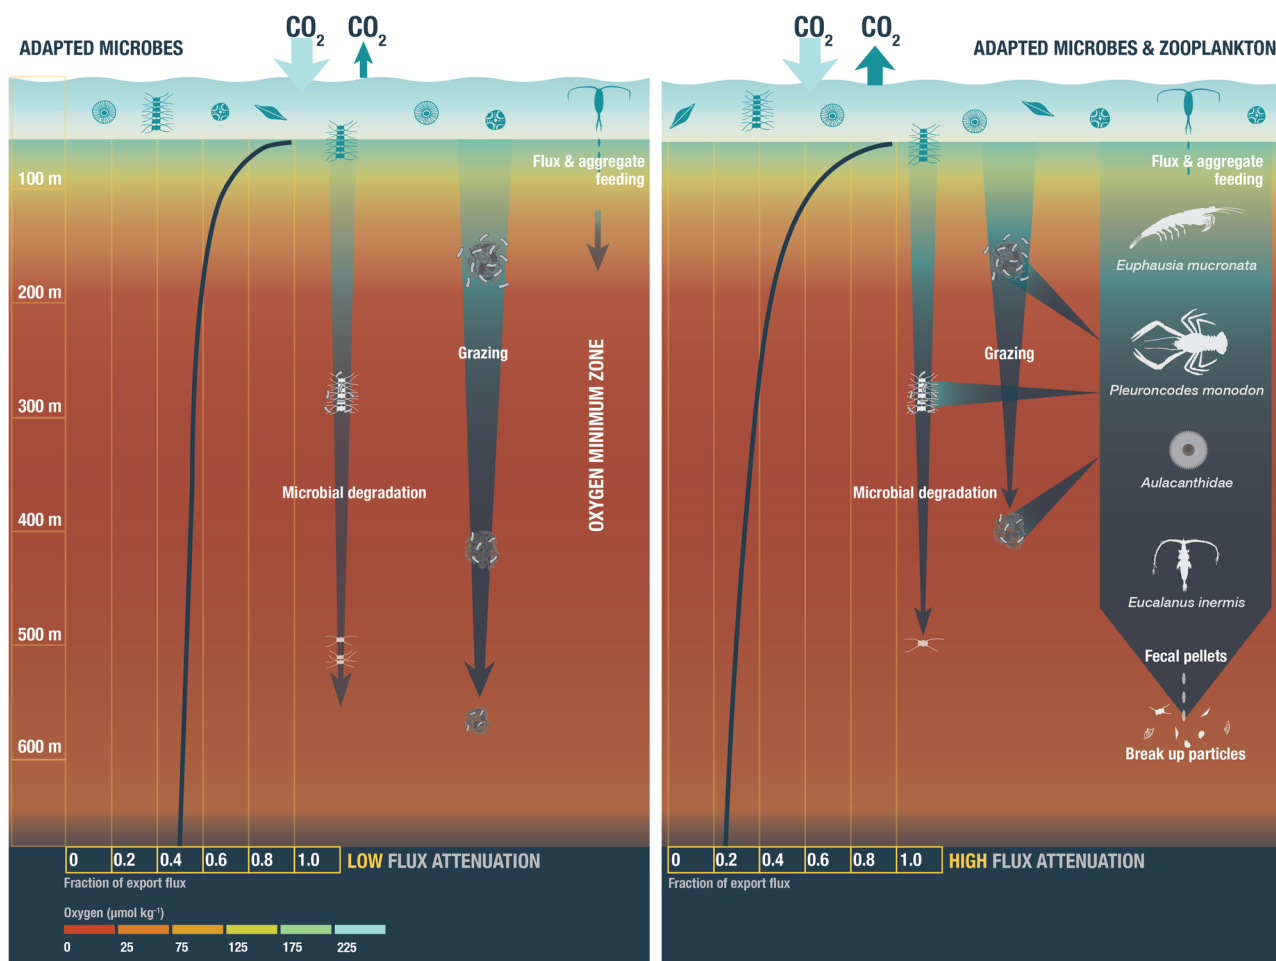 ADAPTED MICROBES
CO2 CO2
Flux & aggregate
feeding
100 m
200 m
300 m
400 m
500 m
600 m
Grazing
Microbial degradation
OXYGEN MINIMUM ZONE
0 0.2 0.4 0.6 0.8 1.0
LOW FLUX ATTENUATION
Fraction of export flux
Oxygen (µmol kg-1)
0 25 75 125 175 225
CO2 CO2
ADAPTED MICROBES & ZOOPLANKTON
Flux & aggregate
feeding
Euphausia mucronata
Grazing
Pleuroncodes monodon
Microbial degradation
Aulacanthidae
Eucalanus inermis
Fecal pellets
Break up particles
0 0.2 0.4 0.6 0.8 1.0
HIGH FLUX ATTENUATION
Fraction of export flux